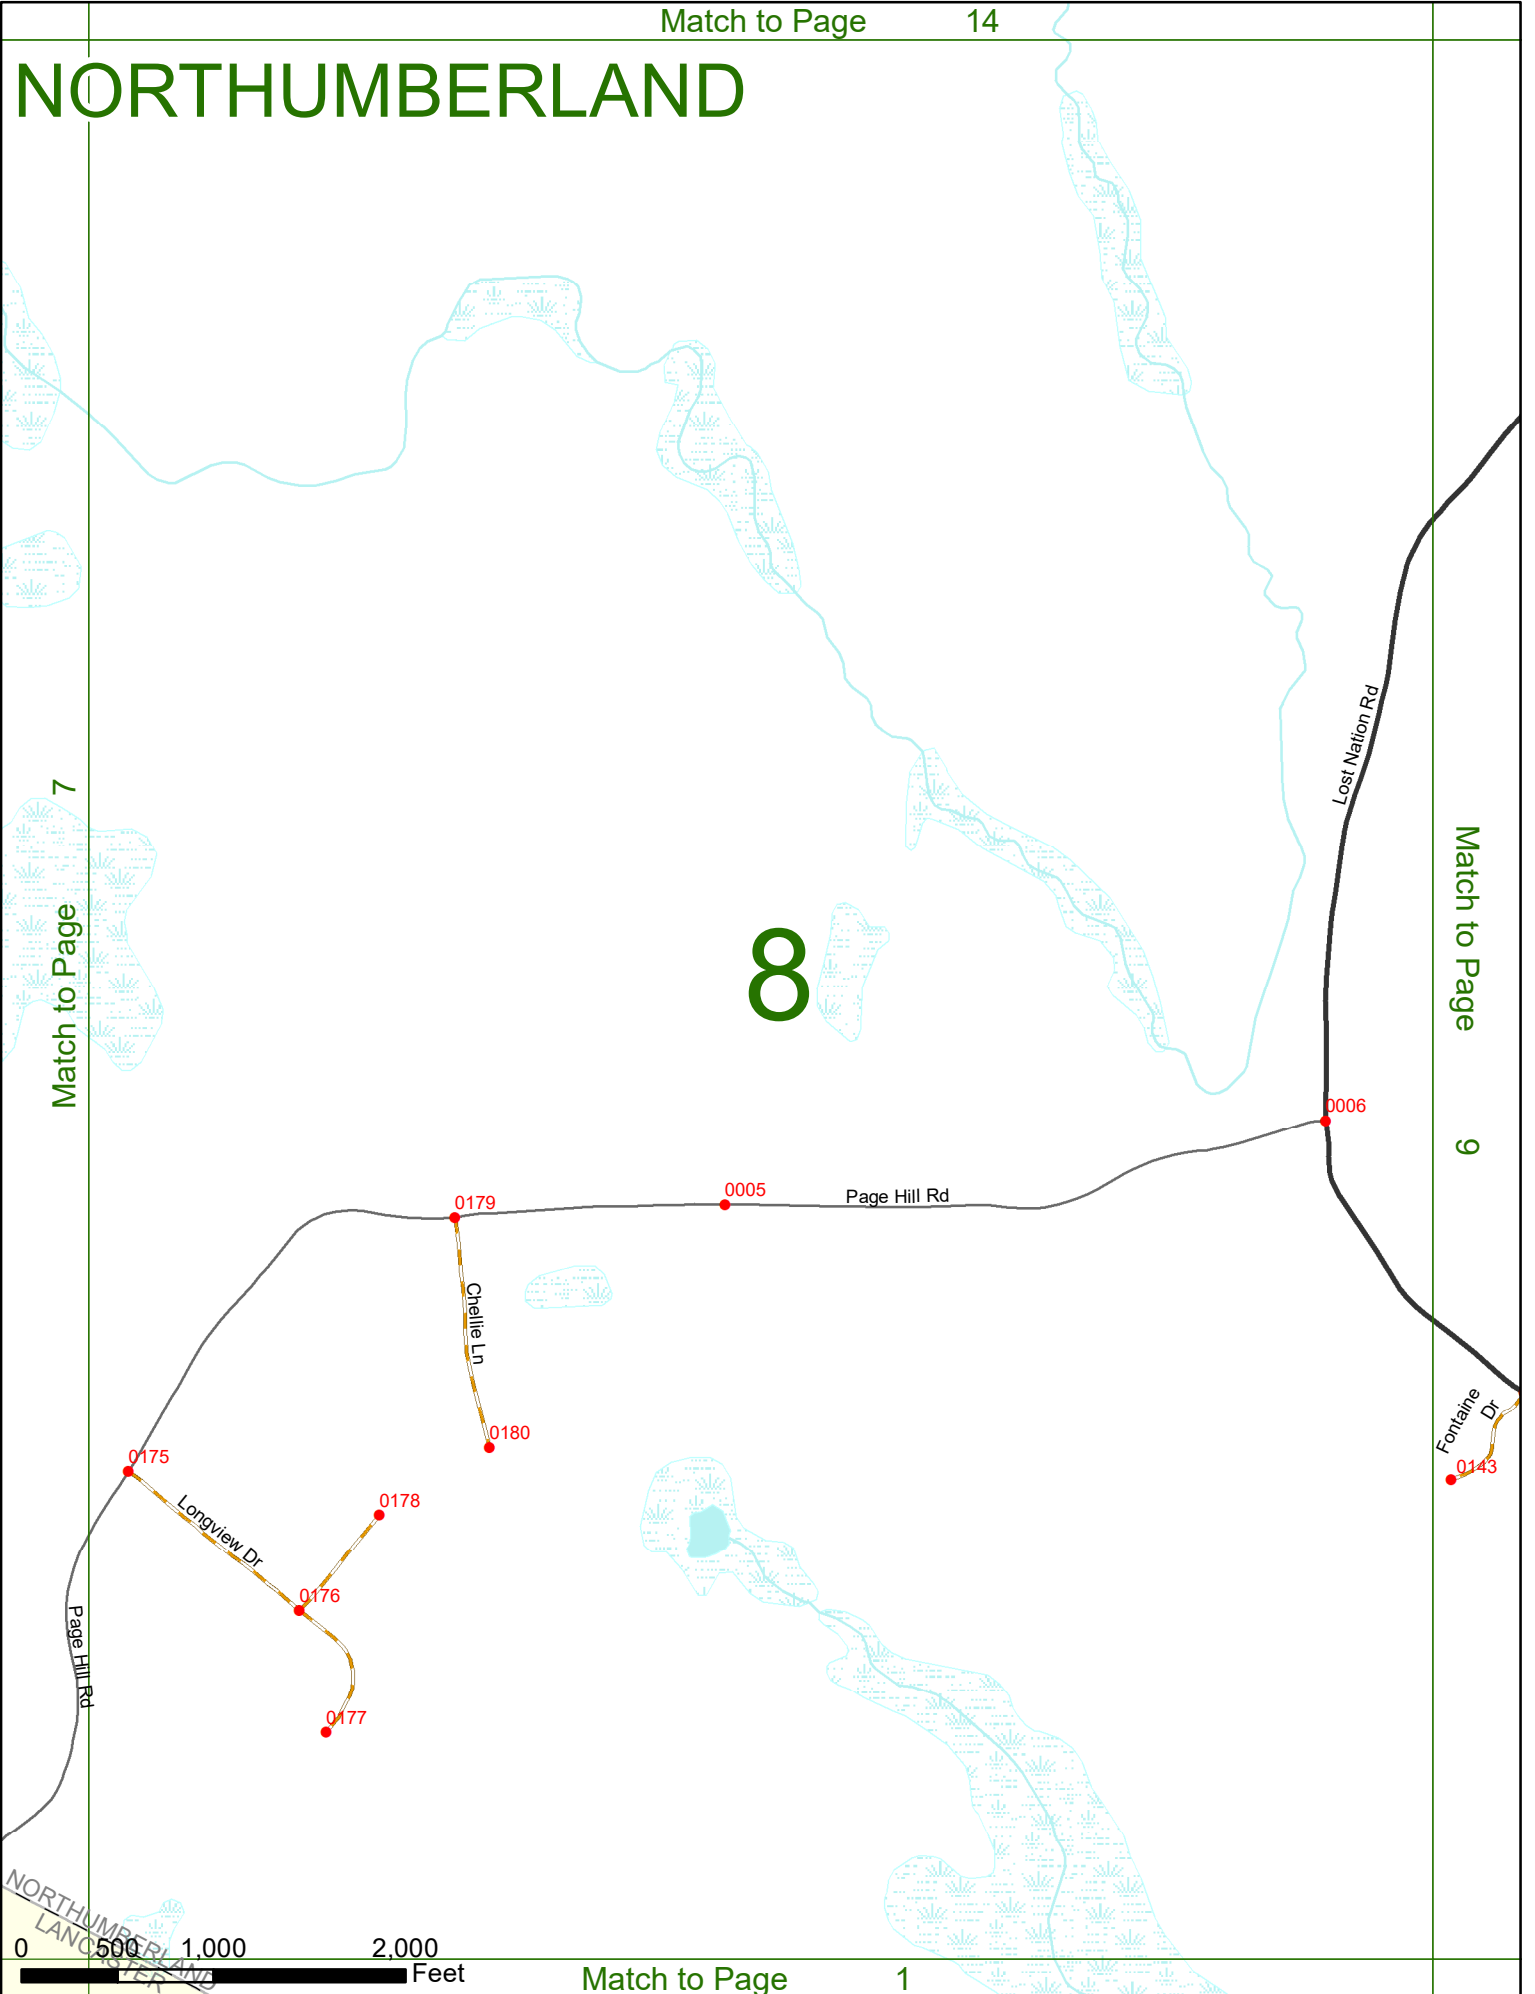 Match to Page 14
NORTHUMBERLAND
Lost Nation Rd
Match to Page 7
Match to Page 9
8
0006
0005
Page Hill Rd
0179
Chellie Ln
0180
Fontaine
Dr
0143
0175
0178
Longview Dr
0176
Page Hill Rd
0177
NORTHUMBERLAND
LANCASTER
0 500 1,000 2,000
Feet
Match to Page 1